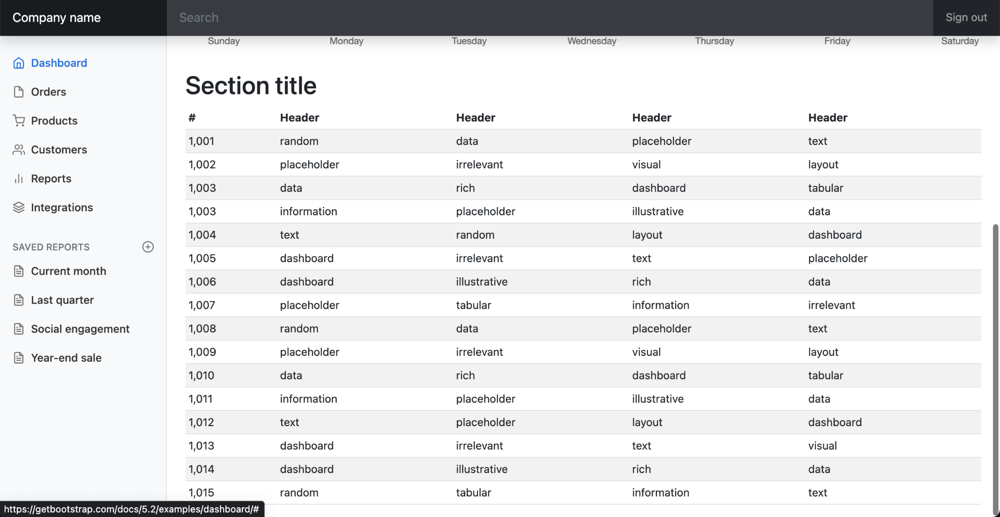 Company name
Search
Sign out
Sunday Monday Tuesday Wednesday Thursday Friday Saturday
Dashboard
Orders
Products
Customers
Reports
Integrations
SAVED REPORTS
Current month
Last quarter
Social engagement
Year-end sale
Section title
# Header Header Header Header
1,001 random data placeholder text
1,002 placeholder irrelevant visual layout
1,003 data rich dashboard tabular
1,003 information placeholder illustrative data
1,004 text random layout dashboard
1,005 dashboard irrelevant text placeholder
1,006 dashboard illustrative rich data
1,007 placeholder tabular information irrelevant
1,008 random data placeholder text
1,009 placeholder irrelevant visual layout
1,010 data rich dashboard tabular
1,011 information placeholder illustrative data
1,012 text placeholder layout dashboard
1,013 dashboard irrelevant text visual
1,014 dashboard illustrative rich data
1,015 random tabular information text
https://getbootstrap.com/docs/5.2/examples/dashboard/#